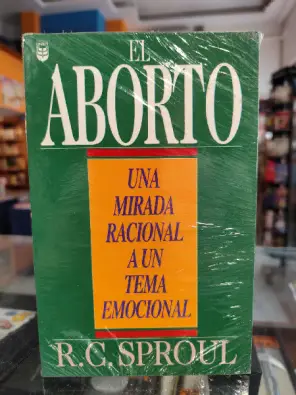 EL
ABORTO
UNA
MIRADA
RACIONAL
A UN
TEMA
EMOCIONAL
R.C. SPROUL